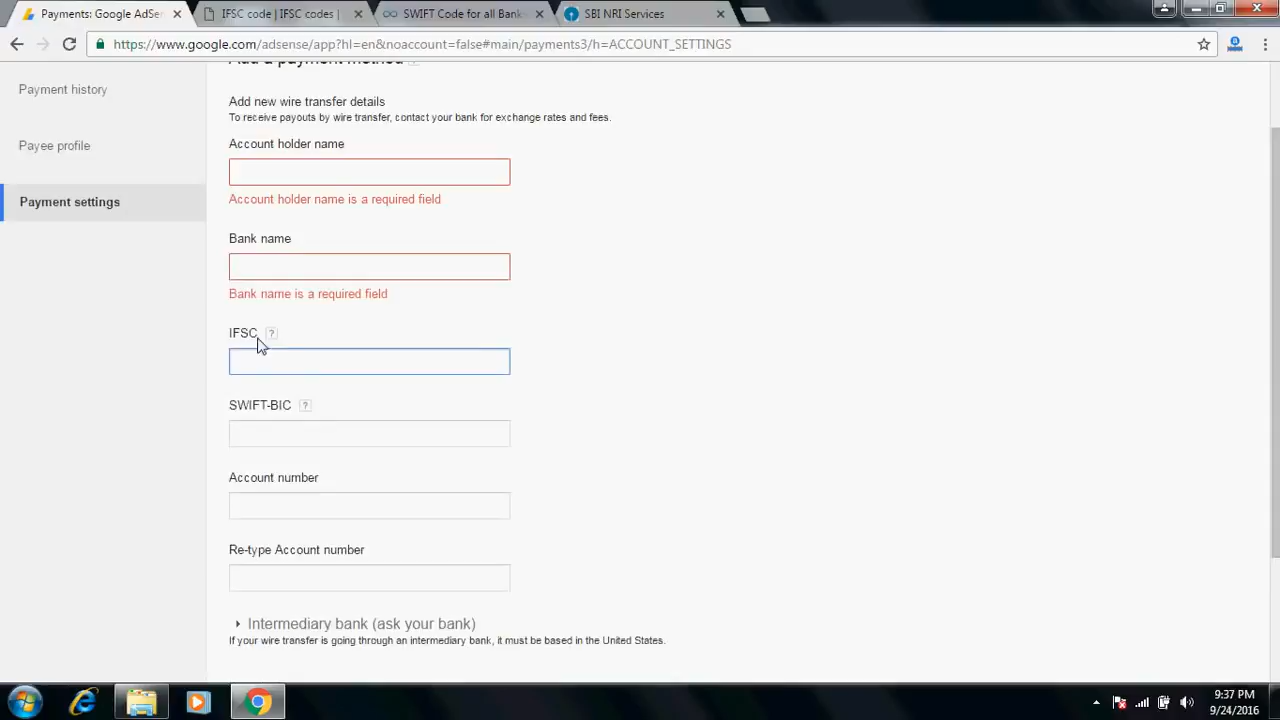 Payments: Google AdSen
IFSC code | IFSC codes |
SWIFT Code for all Bank
SBI NRI Services
https://www.google.com/adsense/app?hl=en&noaccount=false#main/payments3/h=ACCOUNT_SETTINGS
Payment history
Payee profile
Payment settings
Add a payment method ?
Add new wire transfer details
To receive payouts by wire transfer, contact your bank for exchange rates and fees.
Account holder name
Account holder name is a required field
Bank name
Bank name is a required field
IFSC ?
SWIFT-BIC ?
Account number
Re-type Account number
Intermediary bank (ask your bank)
If your wire transfer is going through an intermediary bank, it must be based in the United States.
9:37 PM
9/24/2016